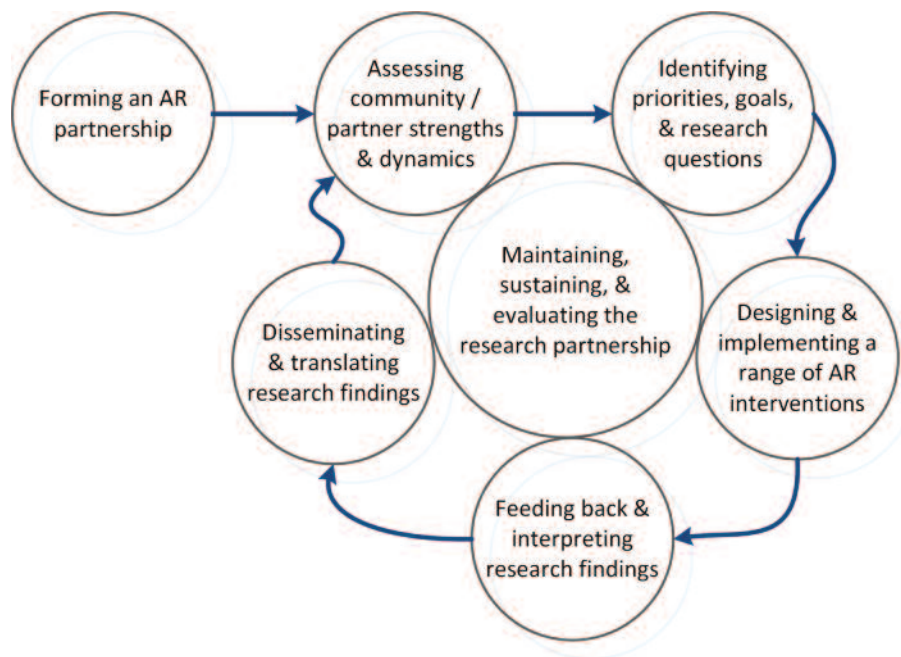 Forming an AR
partnership
Assessing
community /
partner strengths
& dynamics
Identifying
priorities, goals,
& research
questions
Maintaining,
sustaining, &
evaluating the
research partnership
Designing &
implementing a
range of AR
interventions
Feeding back &
interpreting
research findings
Disseminating
& translating
research findings